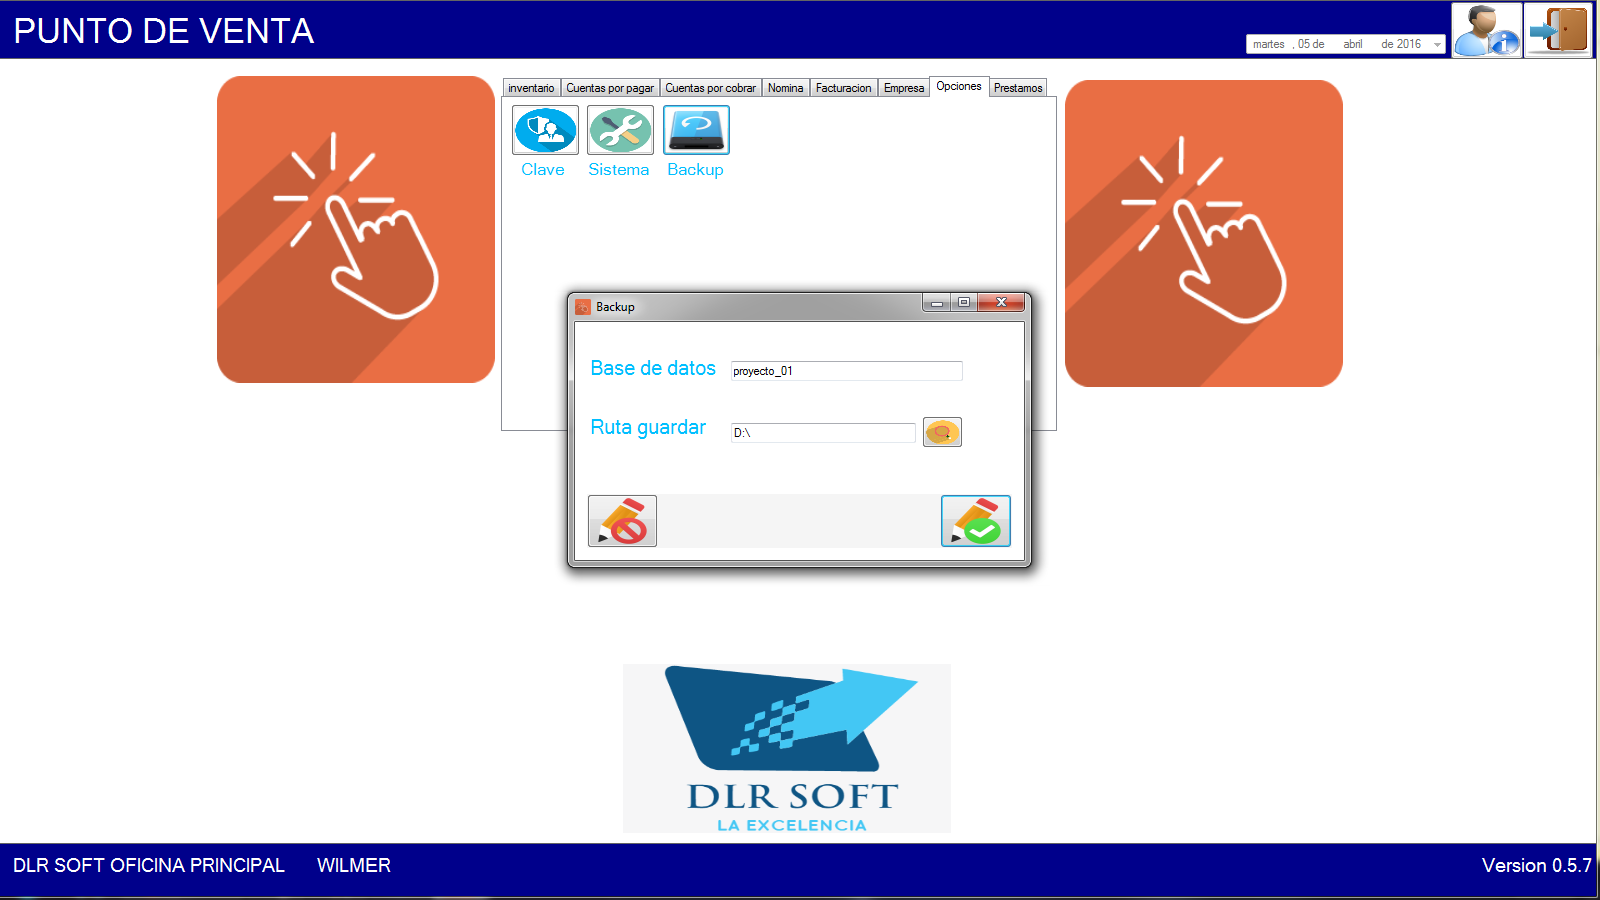 PUNTO DE VENTA
martes , 05 de abril de 2016
inventario Cuentas por pagar Cuentas por cobrar Nomina Facturacion Empresa Opciones Prestamos
Clave Sistema Backup
Backup
Base de datos proyecto_01
Ruta guardar D:\
DLR SOFT
LA EXCELENCIA
DLR SOFT OFICINA PRINCIPAL WILMER Version 0.5.7